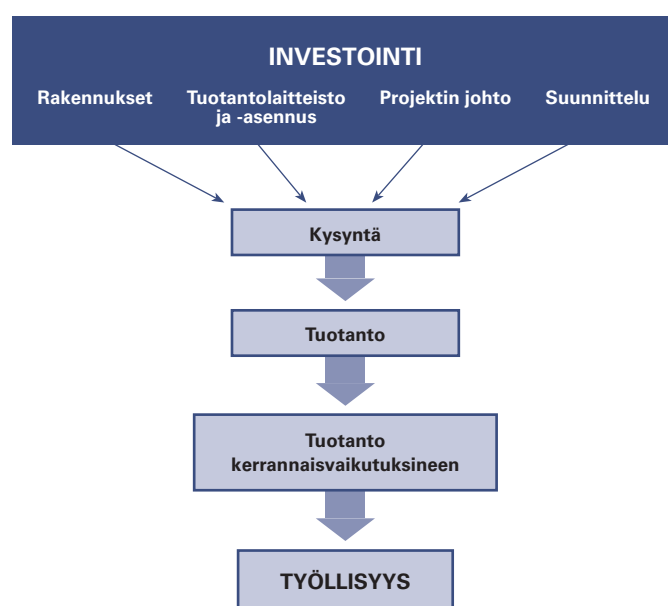 INVESTOINTI
Rakennukset
Tuotantolaitteisto
ja -asennus
Projektin johto
Suunnittelu
Kysyntä
Tuotanto
Tuotanto
kerrannaisvaikutuksineen
TYÖLLISYYS